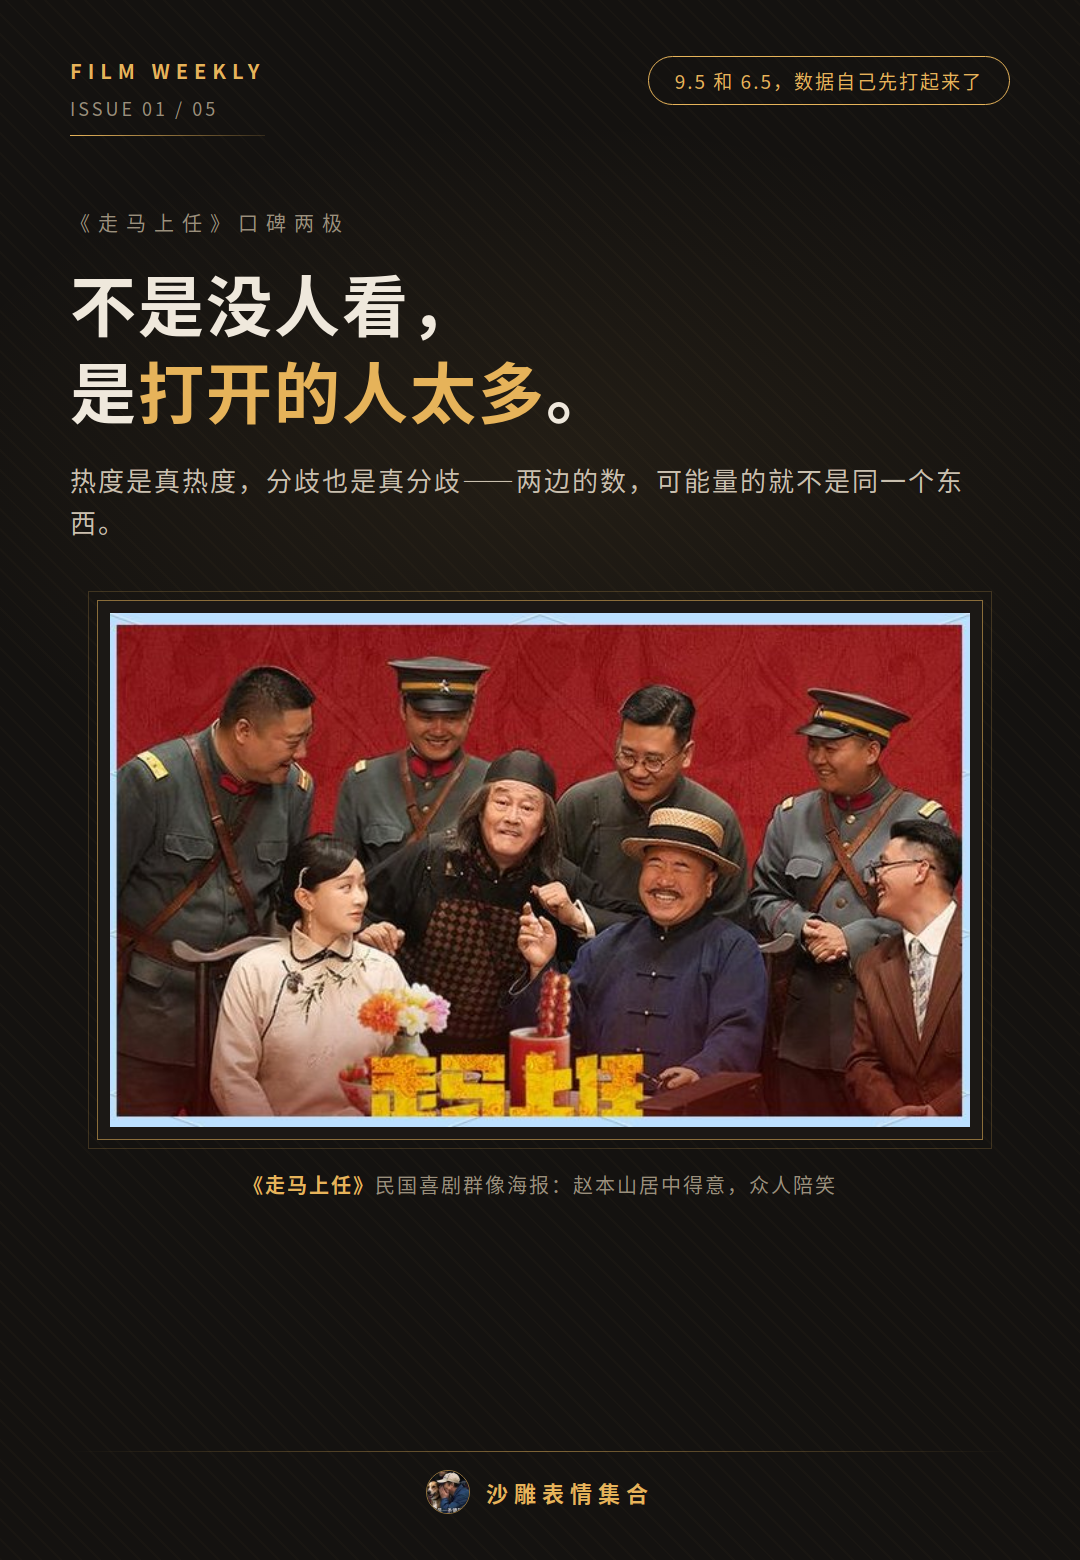 FILM WEEKLY
ISSUE 01 / 05
9.5 和 6.5，数据自己先打起来了
《走马上任》口碑两极
不是没人看，
是打开的人太多。
热度是真热度，分歧也是真分歧——两边的数，可能量的就不是同一个东
西。
走马上任
《走马上任》民国喜剧群像海报：赵本山居中得意，众人陪笑
沙雕表情集合